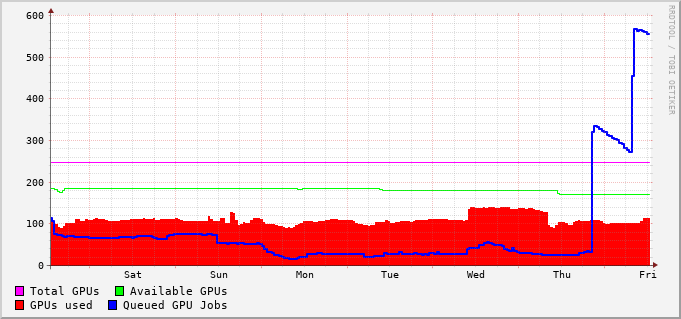 600
500
400
300
200
100
0
Sat Sun Mon Tue Wed Thu Fri
Total GPUs Available GPUs
GPUs used Queued GPU Jobs
RRDTOOL / TOBI OETIKER